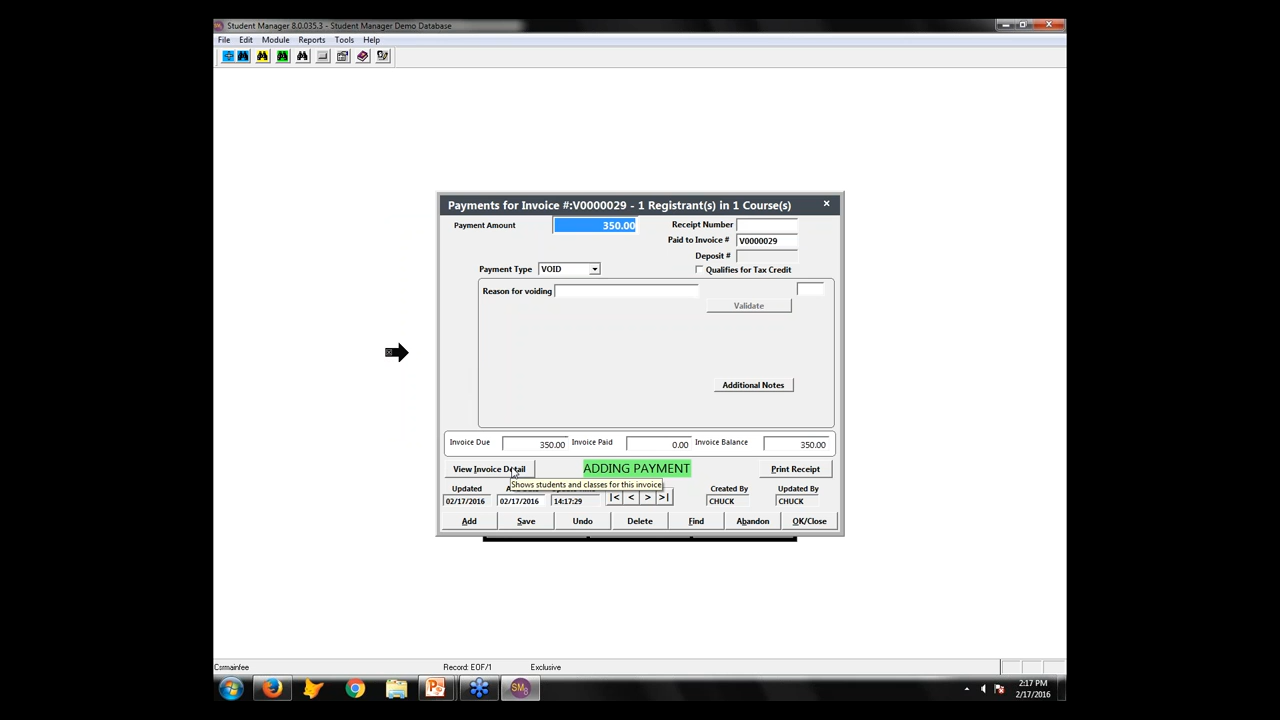 Student Manager 8.0.035.3 - Student Manager Demo Database
File Edit Module Reports Tools Help
Payments for Invoice #:V0000029 - 1 Registrant(s) in 1 Course(s)
Payment Amount 350.00 Receipt Number
Paid to Invoice # V0000029
Deposit #
Payment Type VOID Qualifies for Tax Credit
Reason for voiding
Validate
Additional Notes
Invoice Due 350.00 Invoice Paid 0.00 Invoice Balance 350.00
View Invoice Detail ADDING PAYMENT Print Receipt
Shows students and classes for this invoice
Updated Created By Updated By
02/17/2016 02/17/2016 14:17:29 |< < > >| CHUCK CHUCK
Add Save Undo Delete Find Abandon OK/Close
Csrmainfee Record: EOF/1 Exclusive
SM8 2:17 PM
2/17/2016